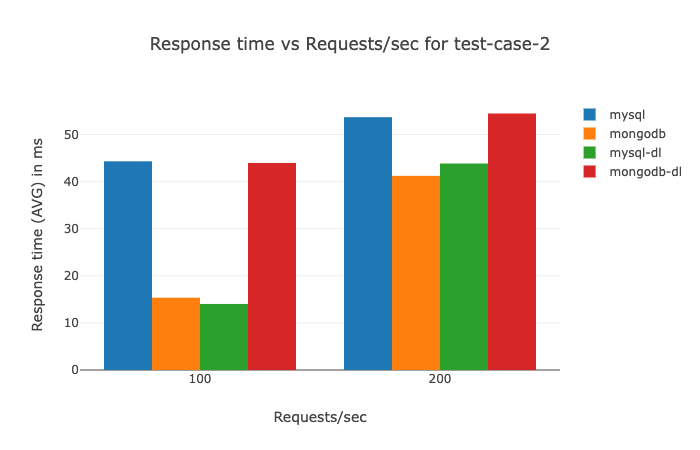 Response time vs Requests/sec for test-case-2
mysql
mongodb
mysql-dl
mongodb-dl
Response time (AVG) in ms
50
40
30
20
10
0
100
200
Requests/sec